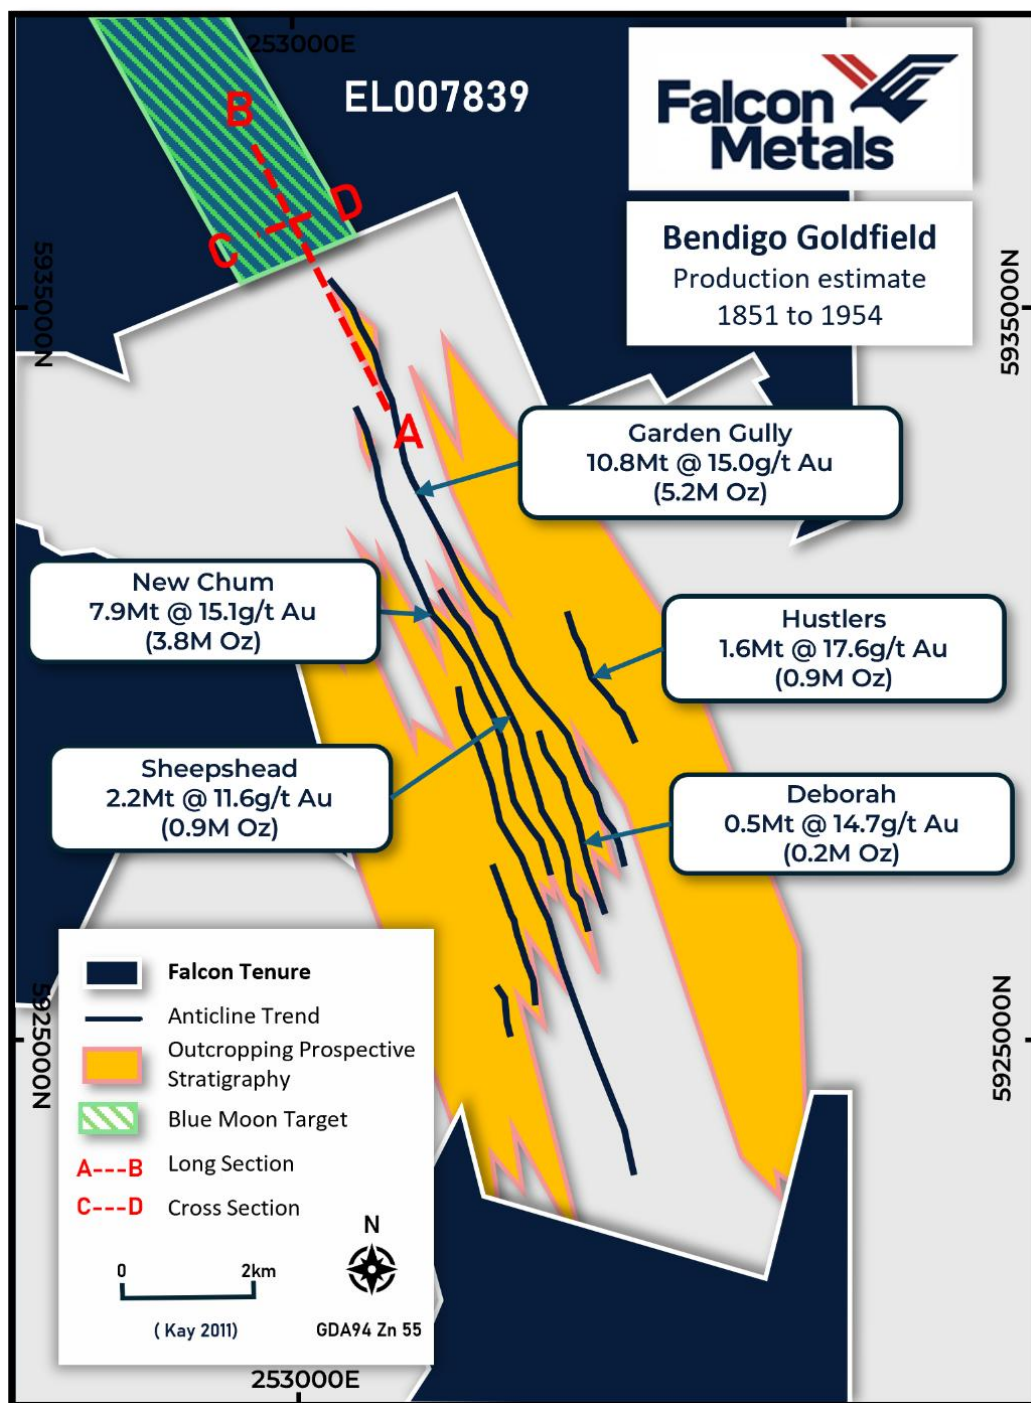 253000E
EL007839
Falcon
Metals
B
D
C
Bendigo Goldfield
Production estimate
1851 to 1954
5935000N
5935000N
A
Garden Gully
10.8Mt @ 15.0g/t Au
(5.2M Oz)
New Chum
7.9Mt @ 15.1g/t Au
(3.8M Oz)
Hustlers
1.6Mt @ 17.6g/t Au
(0.9M Oz)
Sheepshead
2.2Mt @ 11.6g/t Au
(0.9M Oz)
Deborah
0.5Mt @ 14.7g/t Au
(0.2M Oz)
5925000N
5925000N
Falcon Tenure
Anticline Trend
Outcropping Prospective
Stratigraphy
Blue Moon Target
A---B Long Section
C---D Cross Section
N
0 2km
( Kay 2011) GDA94 Zn 55
253000E